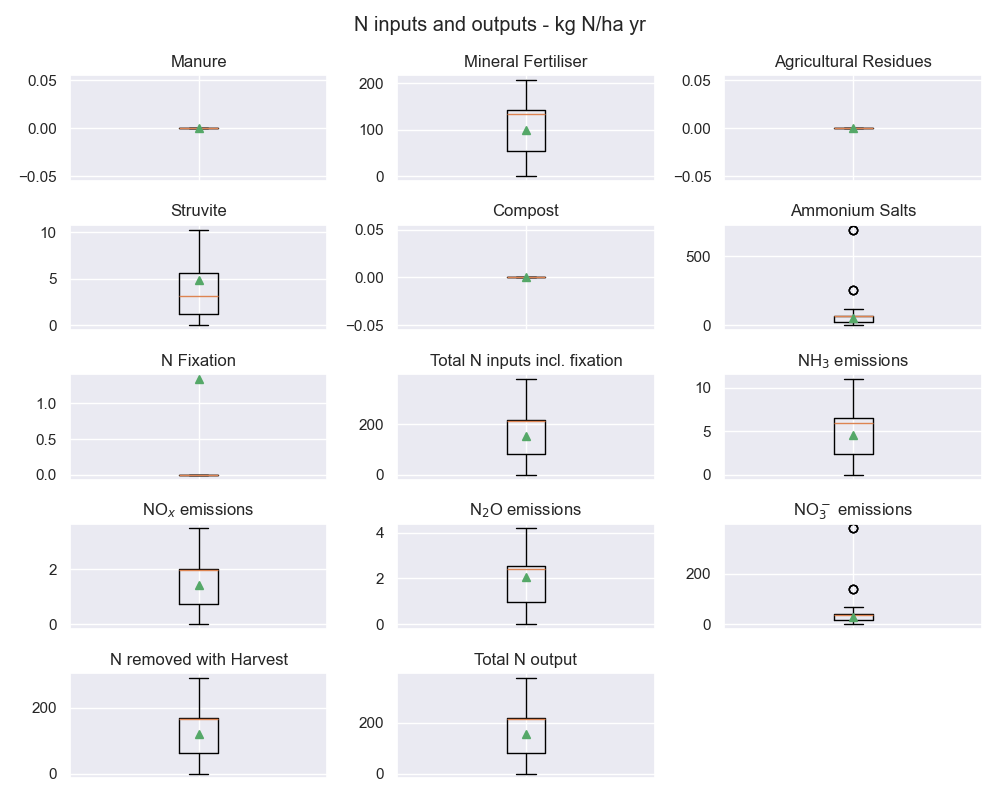 N inputs and outputs - kg N/ha yr
Manure
Mineral Fertiliser
Agricultural Residues
0.05
0.00
−0.05
200
100
0
0.05
0.00
−0.05
Struvite
Compost
Ammonium Salts
10
5
0
0.05
0.00
−0.05
500
0
N Fixation
Total N inputs incl. fixation
NH₃ emissions
1.0
0.5
0.0
200
0
10
5
0
NOₓ emissions
N₂O emissions
NO₃⁻ emissions
2
0
4
2
0
200
0
N removed with Harvest
Total N output
200
0
200
0